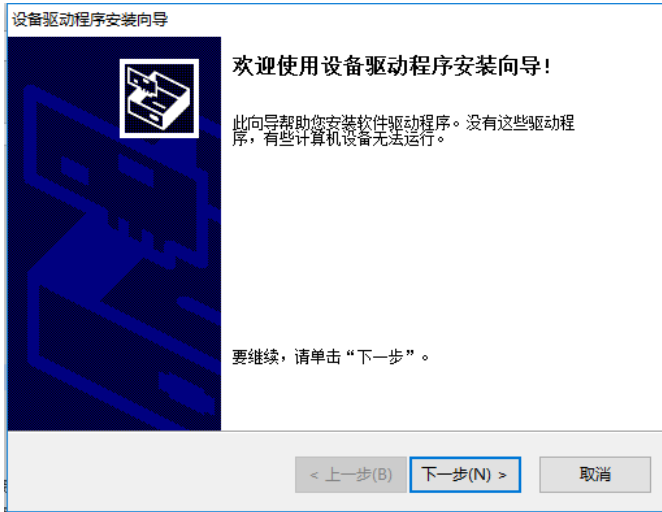 设备驱动程序安装向导
欢迎使用设备驱动程序安装向导!
此向导帮助您安装软件驱动程序。没有这些驱动程
序，有些计算机设备无法运行。
要继续，请单击“下一步”。
< 上一步(B)
下一步(N) >
取消